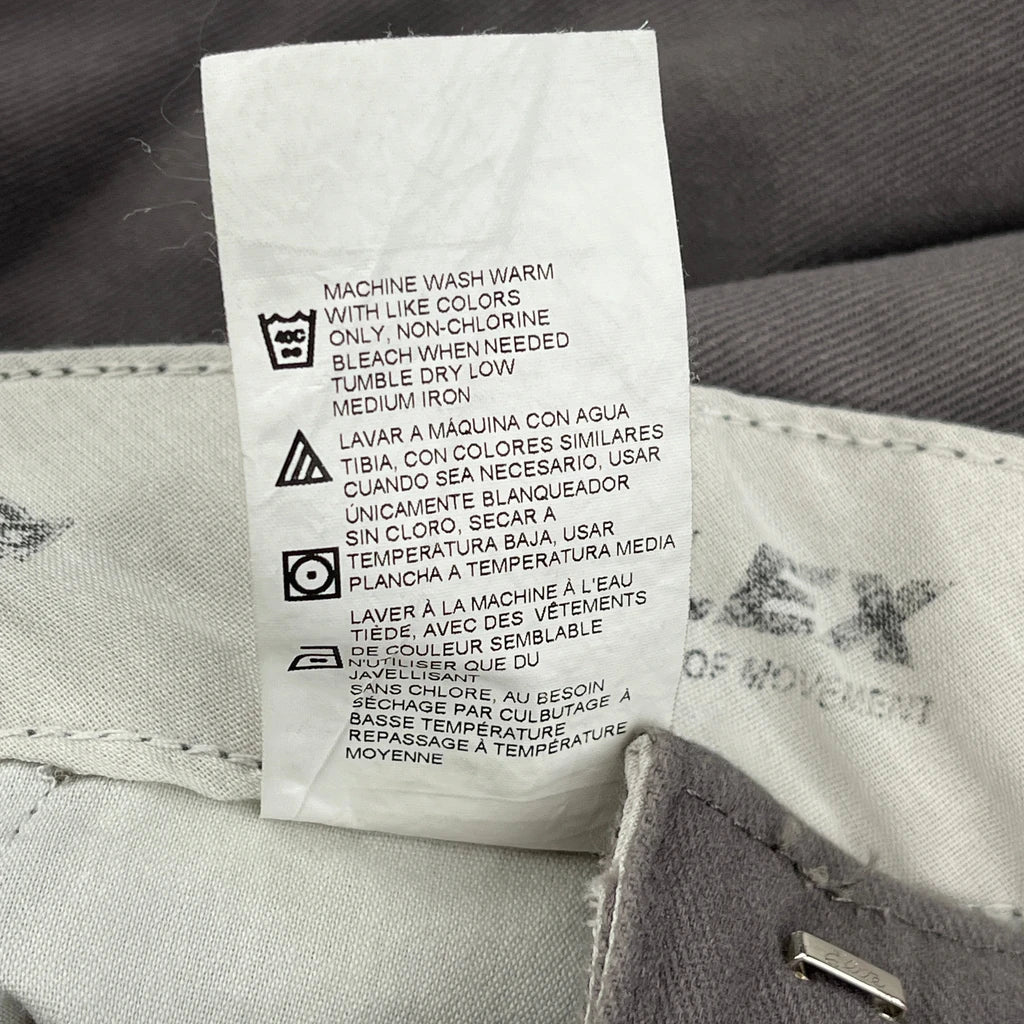 MACHINE WASH WARM
WITH LIKE COLORS
ONLY, NON-CHLORINE
BLEACH WHEN NEEDED
TUMBLE DRY LOW
MEDIUM IRON
40C
LAVAR A MÁQUINA CON AGUA
TIBIA, CON COLORES SIMILARES
CUANDO SEA NECESARIO, USAR
ÚNICAMENTE BLANQUEADOR
SIN CLORO, SECAR A
TEMPERATURA BAJA, USAR
PLANCHA A TEMPERATURA MEDIA
LAVER À LA MACHINE À L'EAU
TIÈDE, AVEC DES VÊTEMENTS
DE COULEUR SEMBLABLE
N'UTILISER QUE DU
JAVELLISANT
SANS CHLORE, AU BESOIN
SÉCHAGE PAR CULBUTAGE À
BASSE TEMPÉRATURE
REPASSAGE À TEMPÉRATURE
MOYENNE
EX
OF MOVEMENT